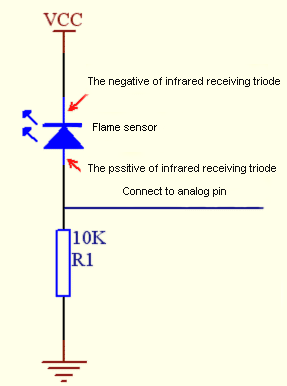 VCC
The negative of infrared receiving triode
Flame sensor
The pssitive of infrared receiving triode
Connect to analog pin
10K
R1